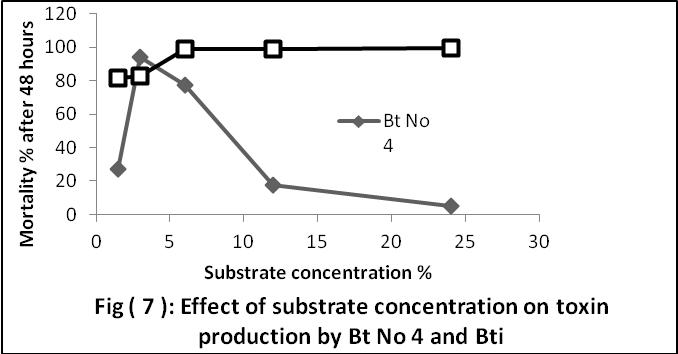 Mortality % after 48 hours
120
100
80
60
40
20
0
0 5 10 15 20 25 30
Bt No
4
Substrate concentration %
Fig ( 7 ): Effect of substrate concentration on toxin
production by Bt No 4 and Bti